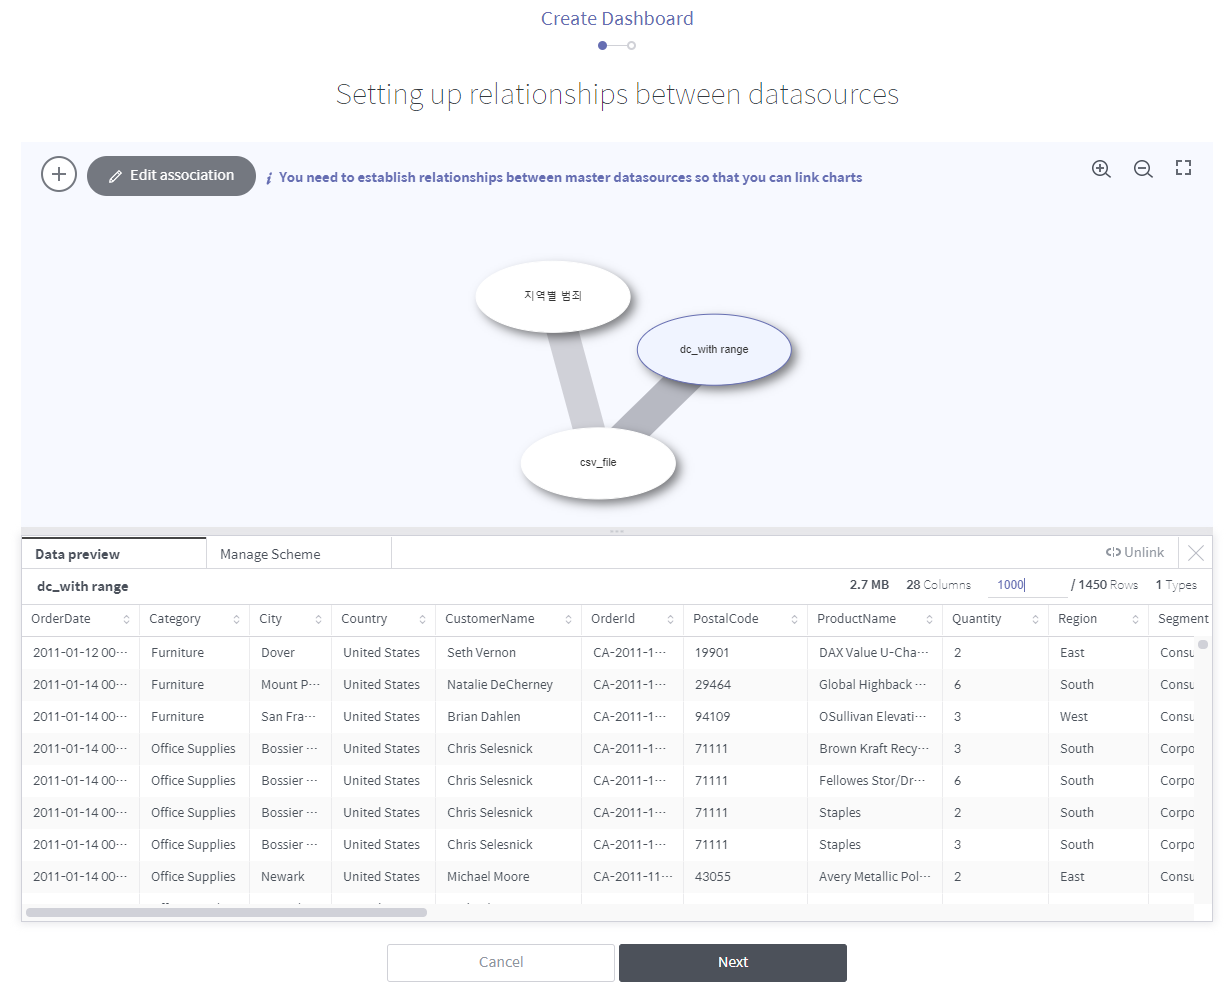 Create Dashboard
Setting up relationships between datasources
Edit association
i You need to establish relationships between master datasources so that you can link charts
지역별 범죄
dc_with range
csv_file
Data preview
Manage Scheme
Unlink
dc_with range
2.7 MB 28 Columns 1000 / 1450 Rows 1 Types
OrderDate Category City Country CustomerName OrderId PostalCode ProductName Quantity Region Segment
2011-01-12 00··· Furniture Dover United States Seth Vernon CA-2011-1··· 19901 DAX Value U-Cha··· 2 East Consu
2011-01-14 00··· Furniture Mount P··· United States Natalie DeCherney CA-2011-1··· 29464 Global Highback ··· 6 South Consu
2011-01-14 00··· Furniture San Fra··· United States Brian Dahlen CA-2011-1··· 94109 OSullivan Elevati··· 3 West Consu
2011-01-14 00··· Office Supplies Bossier ··· United States Chris Selesnick CA-2011-1··· 71111 Brown Kraft Recy··· 3 South Corpo
2011-01-14 00··· Office Supplies Bossier ··· United States Chris Selesnick CA-2011-1··· 71111 Fellowes Stor/Dr··· 6 South Corpo
2011-01-14 00··· Office Supplies Bossier ··· United States Chris Selesnick CA-2011-1··· 71111 Staples 2 South Corpo
2011-01-14 00··· Office Supplies Bossier ··· United States Chris Selesnick CA-2011-1··· 71111 Staples 3 South Corpo
2011-01-14 00··· Office Supplies Newark United States Michael Moore CA-2011-11··· 43055 Avery Metallic Pol··· 2 East Consu
Cancel
Next